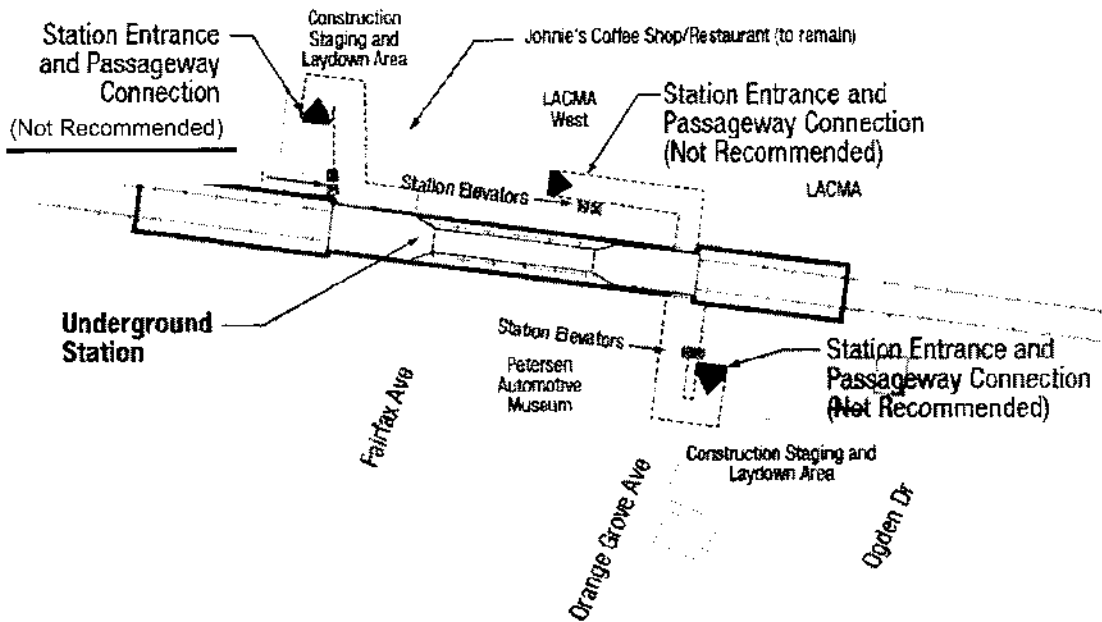 Station Entrance
and Passageway
Connection
(Not Recommended)
Construction
Staging and
Laydown Area
Jonnie's Coffee Shop/Restaurant (to remain)
LACMA
West
Station Entrance and
Passageway Connection
(Not Recommended)
LACMA
Station Elevators
Underground
Station
Station Elevators
Petersen
Automotive
Museum
Station Entrance and
Passageway Connection
(Not Recommended)
Construction Staging and
Laydown Area
Fairfax Ave
Orange Grove Ave
Ogden Dr